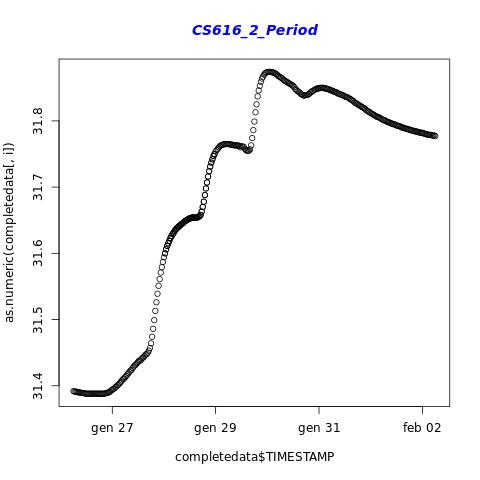 CS616_2_Period
as.numeric(completedata[, i])
31.8
31.7
31.6
31.5
31.4
gen 27
gen 29
gen 31
feb 02
completedata$TIMESTAMP